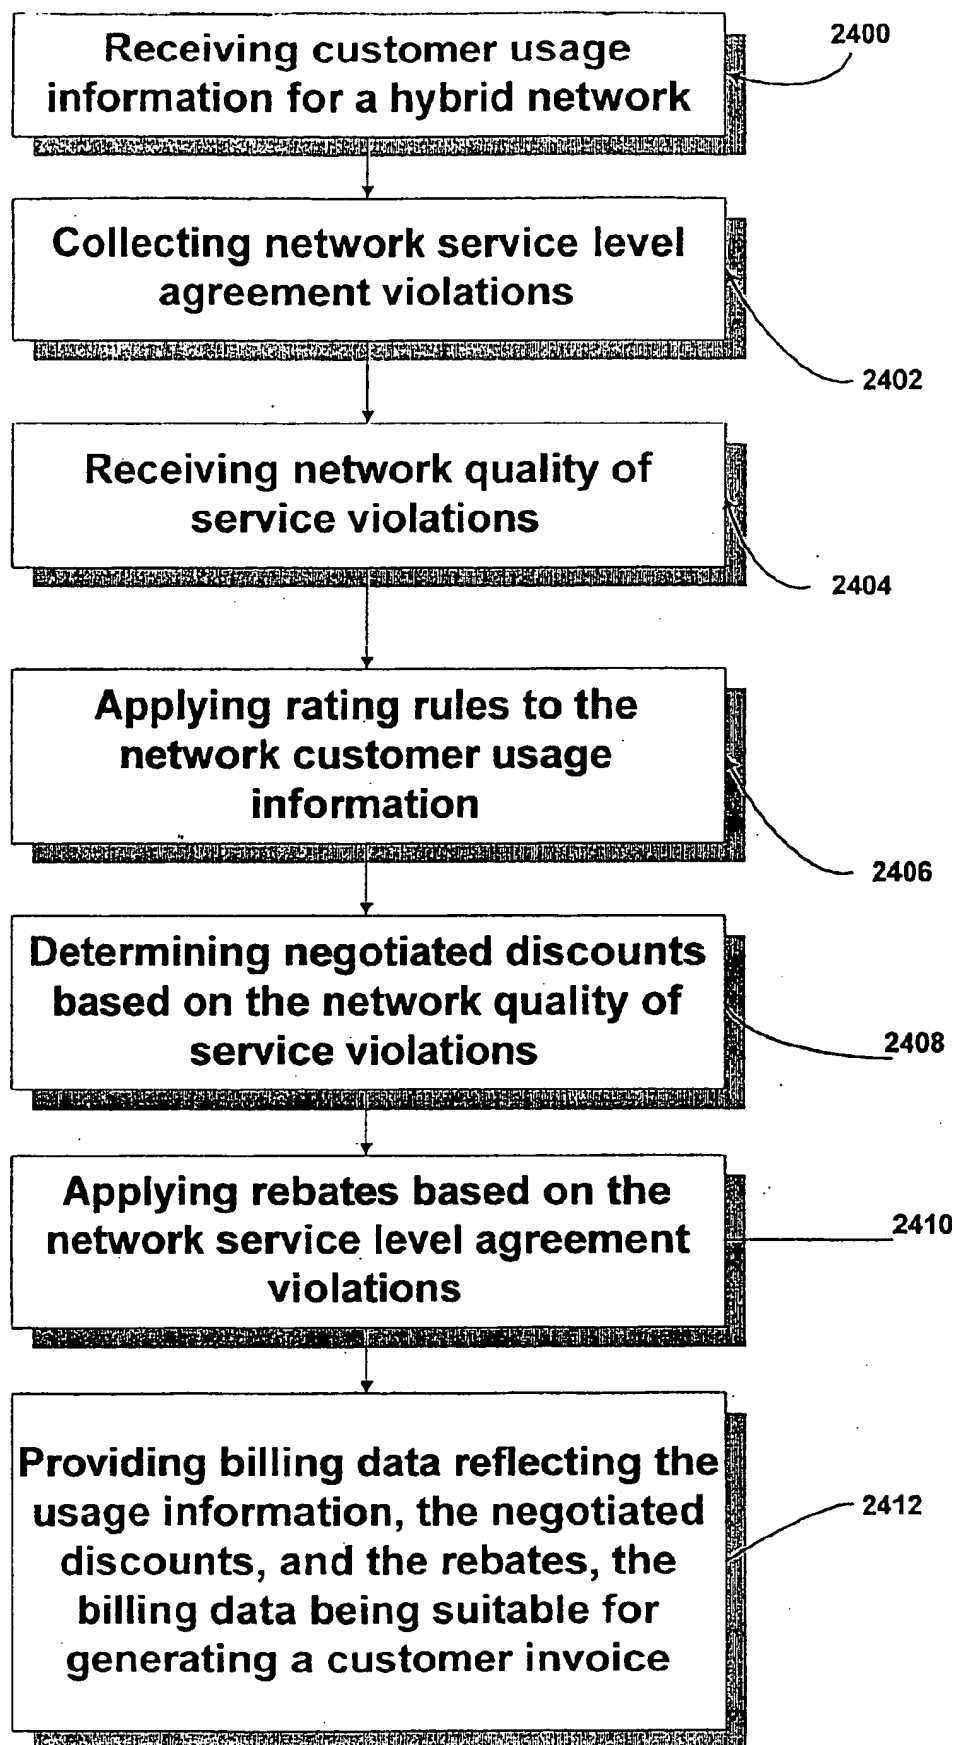 Receiving customer usage
information for a hybrid network
2400
Collecting network service level
agreement violations
2402
Receiving network quality of
service violations
2404
Applying rating rules to the
network customer usage
information
2406
Determining negotiated discounts
based on the network quality of
service violations
2408
Applying rebates based on the
network service level agreement
violations
2410
Providing billing data reflecting the
usage information, the negotiated
discounts, and the rebates, the
billing data being suitable for
generating a customer invoice
2412